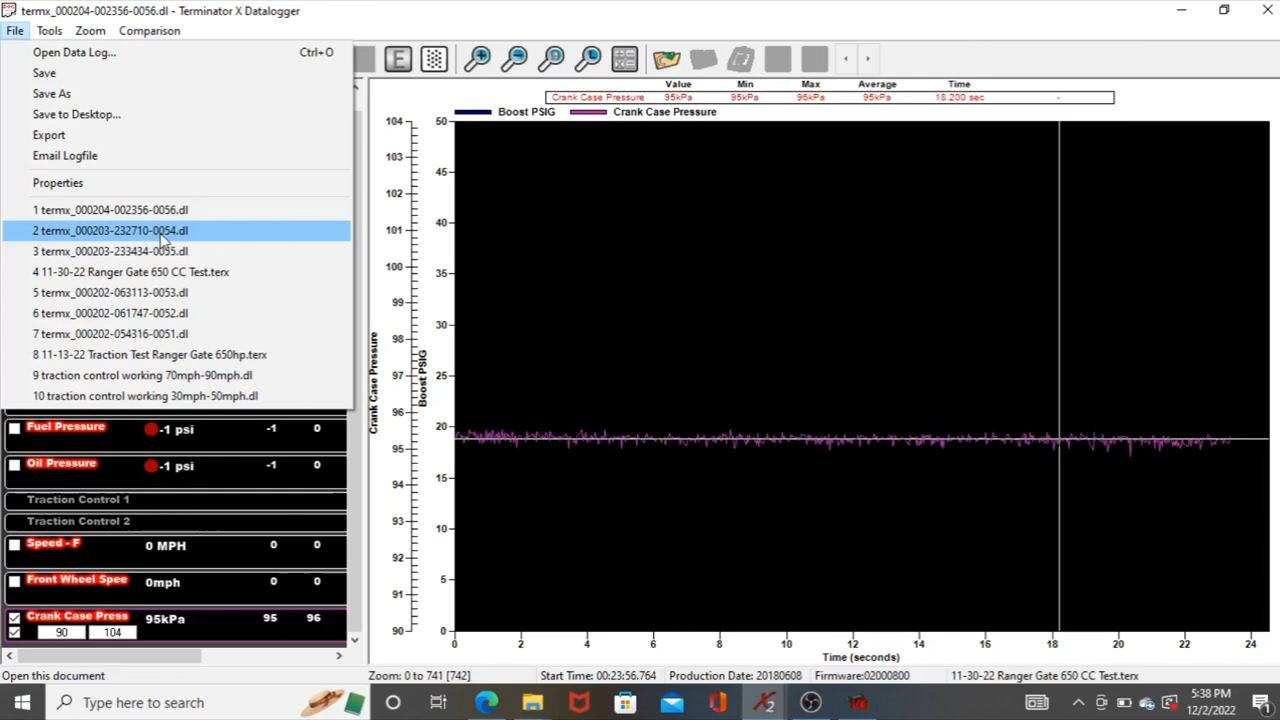 termx_000204-002356-0056.dl - Terminator X Datalogger
File Tools Zoom Comparison
Open Data Log... Ctrl+O
Save
Save As
Save to Desktop...
Export
Email Logfile
Properties
1 termx_000204-002356-0056.dl
2 termx_000203-232710-0054.dl
3 termx_000203-233434-0055.dl
4 11-30-22 Ranger Gate 650 CC Test.terx
5 termx_000202-063113-0053.dl
6 termx_000202-061747-0052.dl
7 termx_000202-054316-0051.dl
8 11-13-22 Traction Test Ranger Gate 650hp.terx
9 traction control working 70mph-90mph.dl
10 traction control working 30mph-50mph.dl
E
Value Min Max Average Time
Crank Case Pressure 95kPa 95kPa 96kPa 95kPa 18.200 sec -
Boost PSIG Crank Case Pressure
104
103
102
101
100
99
98
97
96
95
94
93
92
91
90
Crank Case Pressure
50
45
40
35
30
25
20
15
10
5
0
Boost PSIG
0 2 4 6 8 10 12 14 16 18 20 22 24
Time (seconds)
Fuel Pressure -1 psi -1 0
Oil Pressure -1 psi -1 0
Traction Control 1
Traction Control 2
Speed - F 0 MPH 0 0
Front Wheel Spee 0mph 0 0
Crank Case Press 95kPa 95 96
90 104
Open this document Zoom: 0 to 741 [742] Start Time: 00:23:56.764 Production Date: 20180608 Firmware:02000800 11-30-22 Ranger Gate 650 CC Test.terx
Type here to search
5:38 PM
12/2/2022